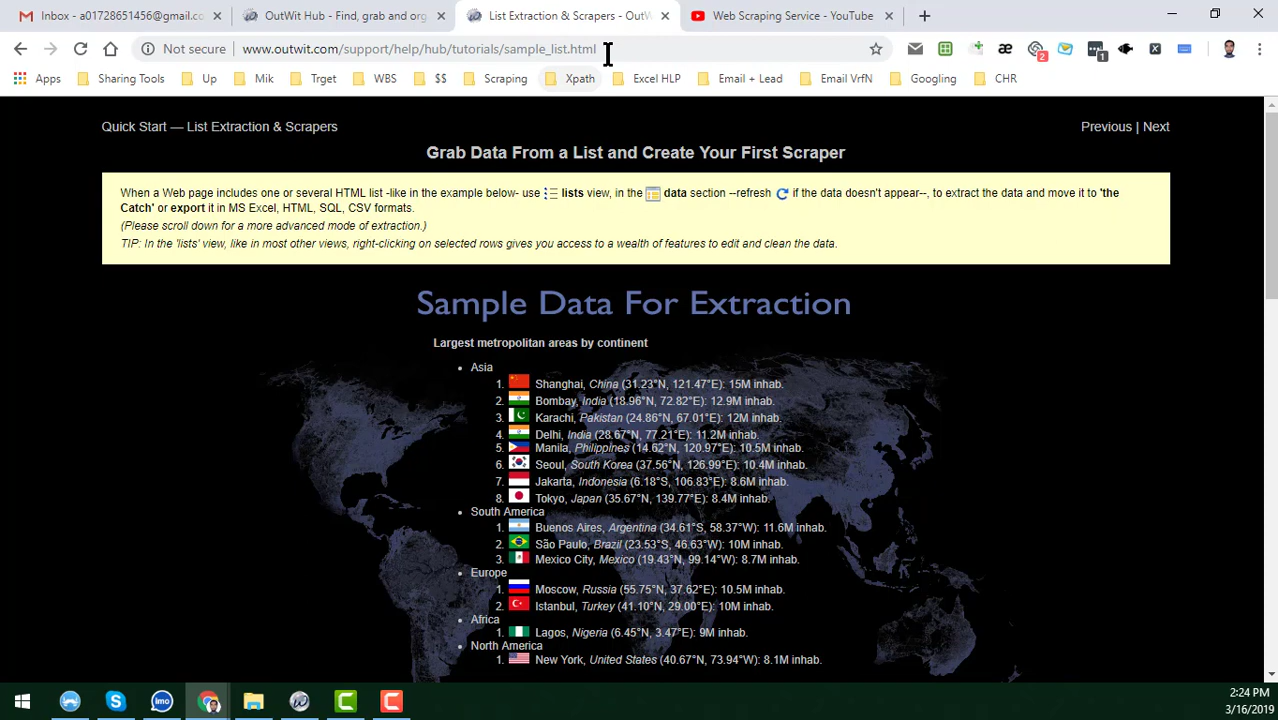 Inbox - a01728651456@gmail.co
OutWit Hub - Find, grab and org
List Extraction & Scrapers - OutW
Web Scraping Service - YouTube
Not secure
www.outwit.com/support/help/hub/tutorials/sample_list.html
2
1
Apps
Sharing Tools
Up
Mik
Trget
WBS
$$
Scraping
Xpath
Excel HLP
Email + Lead
Email VrfN
Googling
CHR
Quick Start — List Extraction & Scrapers
Previous | Next
Grab Data From a List and Create Your First Scraper
When a Web page includes one or several HTML list -like in the example below- use lists view, in the data section --refresh if the data doesn't appear--, to extract the data and move it to 'the
Catch' or export it in MS Excel, HTML, SQL, CSV formats.
(Please scroll down for a more advanced mode of extraction.)
TIP: In the 'lists' view, like in most other views, right-clicking on selected rows gives you access to a wealth of features to edit and clean the data.
Sample Data For Extraction
Largest metropolitan areas by continent
• Asia
1. Shanghai, China (31.23°N, 121.47°E): 15M inhab.
2. Bombay, India (18.96°N, 72.82°E): 12.9M inhab.
3. Karachi, Pakistan (24.86°N, 67.01°E): 12M inhab.
4. Delhi, India (28.67°N, 77.21°E): 11.2M inhab.
5. Manila, Philippines (14.62°N, 120.97°E): 10.5M inhab.
6. Seoul, South Korea (37.56°N, 126.99°E): 10.4M inhab.
7. Jakarta, Indonesia (6.18°S, 106.83°E): 8.6M inhab.
8. Tokyo, Japan (35.67°N, 139.77°E): 8.4M inhab.
• South America
1. Buenos Aires, Argentina (34.61°S, 58.37°W): 11.6M inhab.
2. São Paulo, Brazil (23.53°S, 46.63°W): 10M inhab.
3. Mexico City, Mexico (19.43°N, 99.14°W): 8.7M inhab.
• Europe
1. Moscow, Russia (55.75°N, 37.62°E): 10.5M inhab.
2. Istanbul, Turkey (41.10°N, 29.00°E): 10M inhab.
• Africa
1. Lagos, Nigeria (6.45°N, 3.47°E): 9M inhab.
• North America
1. New York, United States (40.67°N, 73.94°W): 8.1M inhab.
imo
2:24 PM
3/16/2019